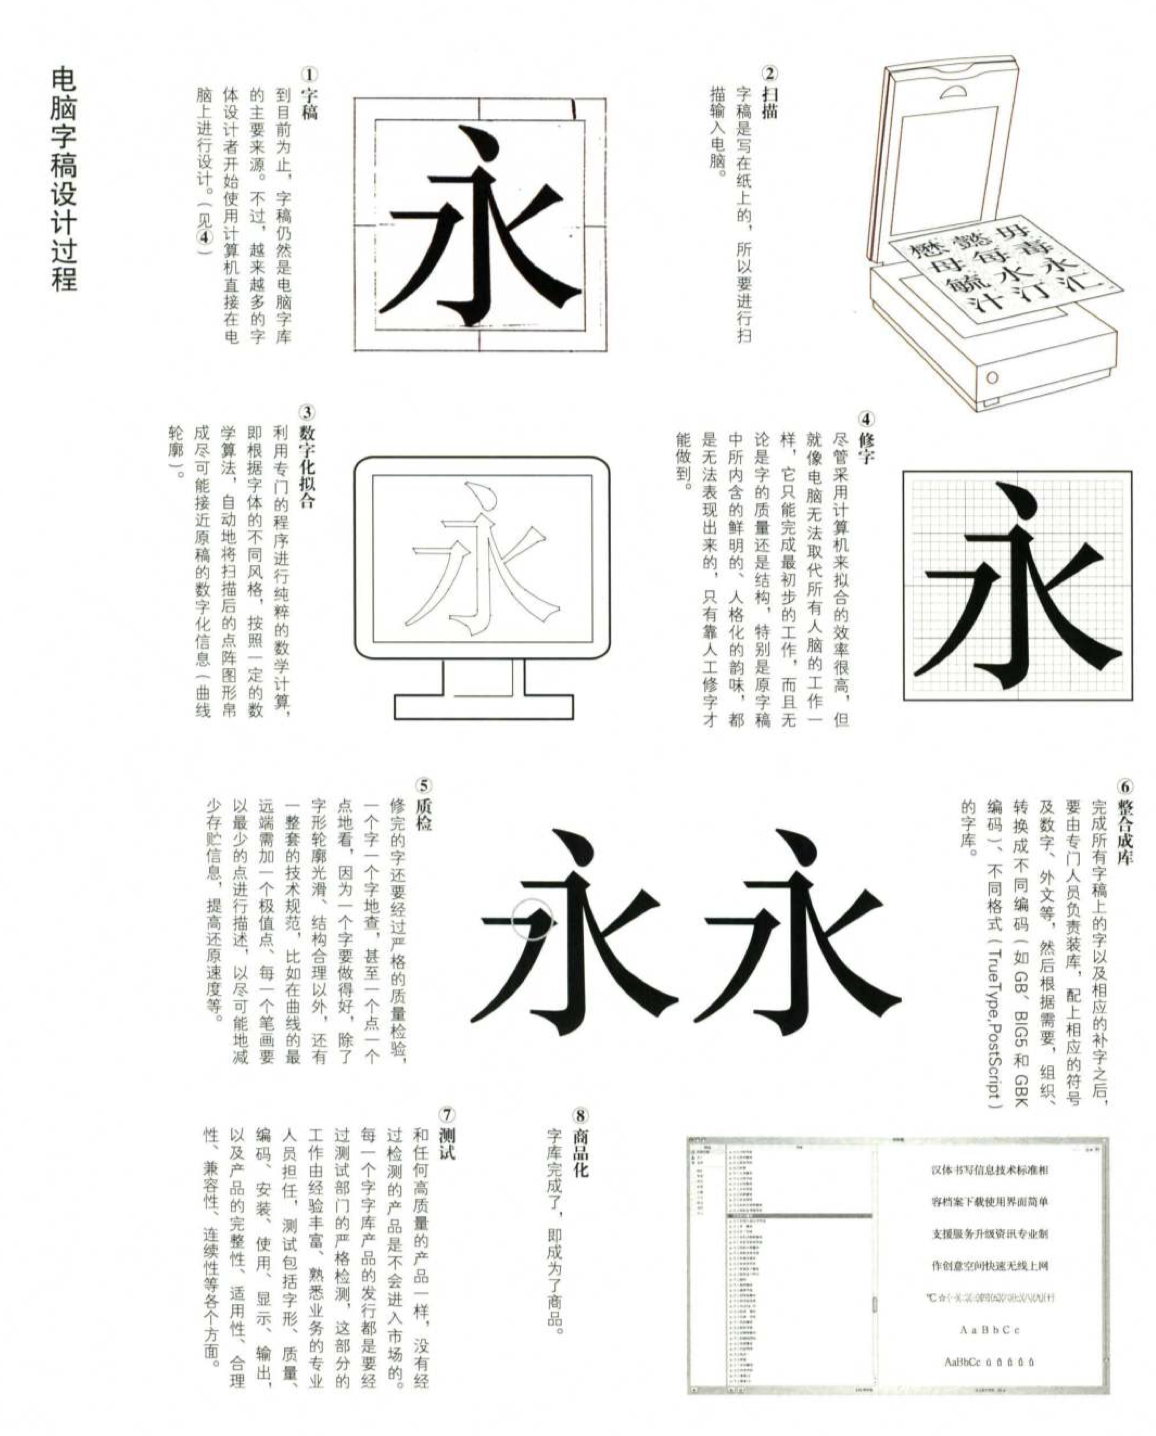 电脑字稿设计过程
①字稿
到目前为止，字稿仍然是电脑字库
的主要来源。不过，越来越多的字
体设计者开始使用计算机直接在电
脑上进行设计。（见④）
永
②扫描
字稿是写在纸上的，所以要进行扫
描输入电脑。
懋懿毋
母每毒
毓水永
汁汀汇
③数字化拟合
利用专门的程序进行纯粹的数学计算，
即根据字体的不同风格，按照一定的数
学算法，自动地将扫描后的点阵图形帛
成尽可能接近原稿的数字化信息（曲线
轮廓）。
永
④修字
尽管采用计算机来拟合的效率很高，但
就像电脑无法取代所有人脑的工作一
样，它只能完成最初步的工作，而且无
论是字的质量还是结构，特别是原字稿
中所内含的鲜明的、人格化的韵味，都
是无法表现出来的，只有靠人工修字才
能做到。
永
⑤质检
修完的字还要经过严格的质量检验，
一个字一个字地查，甚至一个点一个
点地看，因为一个字要做得好，除了
字形轮廓光滑、结构合理以外，还有
一整套的技术规范，比如在曲线的最
远端需加一个极值点、每一个笔画要
以最少的点进行描述，以尽可能地减
少存贮信息，提高还原速度等。
永永
⑥整合成库
完成所有字稿上的字以及相应的补字之后，
要由专门人员负责装库，配上相应的符号
及数字、外文等，然后根据需要，组织、
转换成不同编码（如 GB、BIG5 和 GBK
编码）、不同格式（TrueType,PostScript）
的字库。
⑦测试
和任何高质量的产品一样，没有经
过检测的产品是不会进入市场的。
每一个字字库产品的发行都是要经
过测试部门的严格检测，这部分的
工作由经验丰富、熟悉业务的专业
人员担任，测试包括字形、质量、
编码、安装、使用、显示、输出，
以及产品的完整性、适用性、合理
性、兼容性、连续性等各个方面。
⑧商品化
字库完成了，即成为了商品。
汉体书写信息技术标准相
容档案下载使用界面简单
支援服务升级资讯专业制
作创意空间快速无线上网
℃☆㈠㈡㈢㈣㈤㈥㈦㈧㈨㈩
AaBbCc
AaBbCc